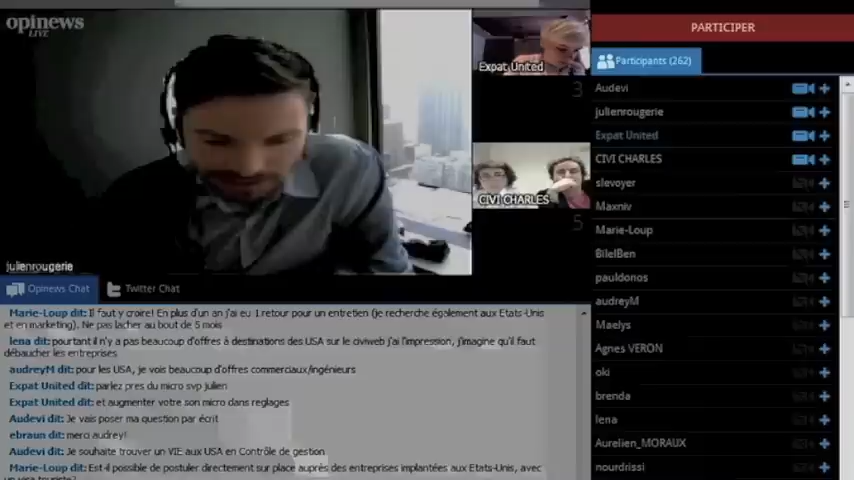 opinews
LIVE
Expat United
3
CIVI CHARLES
5
julienrougerie
PARTICIPER
Participants (262)
Audevi
julienrougerie
Expat United
CIVI CHARLES
slevoyer
Maxniv
Marie-Loup
BilelBen
pauldonos
audreyM
Maelys
Agnes VERON
oki
brenda
lena
Aurelien_MORAUX
nourdrissi
Opinews Chat
Twitter Chat
Marie-Loup dit: Il faut y croire! En plus d'un an j'ai eu 1 retour pour un entretien (je recherche également aux Etats-Unis
et en marketing). Ne pas lacher au bout de 5 mois
lena dit: pourtant il n'y a pas beaucoup d'offres à destinations des USA sur le civiweb j'ai l'impression, j'imagine qu'il faut
débaucher les entreprises
audreyM dit: pour les USA, je vois beaucoup d'offres commerciaux/ingénieurs
Expat United dit: parlez pres du micro svp julien
Expat United dit: et augmenter votre son micro dans reglages
Audevi dit: Je vais poser ma question par écrit
ebraun dit: merci audrey!
Audevi dit: Je souhaite trouver un VIE aux USA en Contrôle de gestion
Marie-Loup dit: Est-il possible de postuler directement sur place auprès des entreprises implantées aux Etats-Unis, avec
un visa touriste?